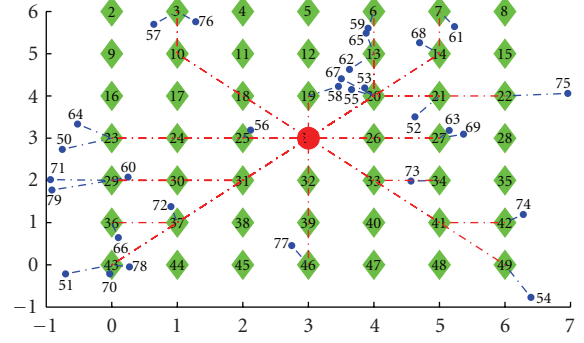 6 2 3 76 4 5 59 6 7 8
57 65 68 61
5 9 10 11 12 62 13 14 15
67 53 75
4 16 17 18 19 58 55 20 21 22
64 56 52 63 69
3 50 23 24 25 26 27 28
71 60 73
2 79 29 30 31 32 33 34 35
72 74
1 36 37 38 39 40 41 42
66 77
0 43 78 44 45 46 47 48 49
51 70 54
−1
−1 0 1 2 3 4 5 6 7